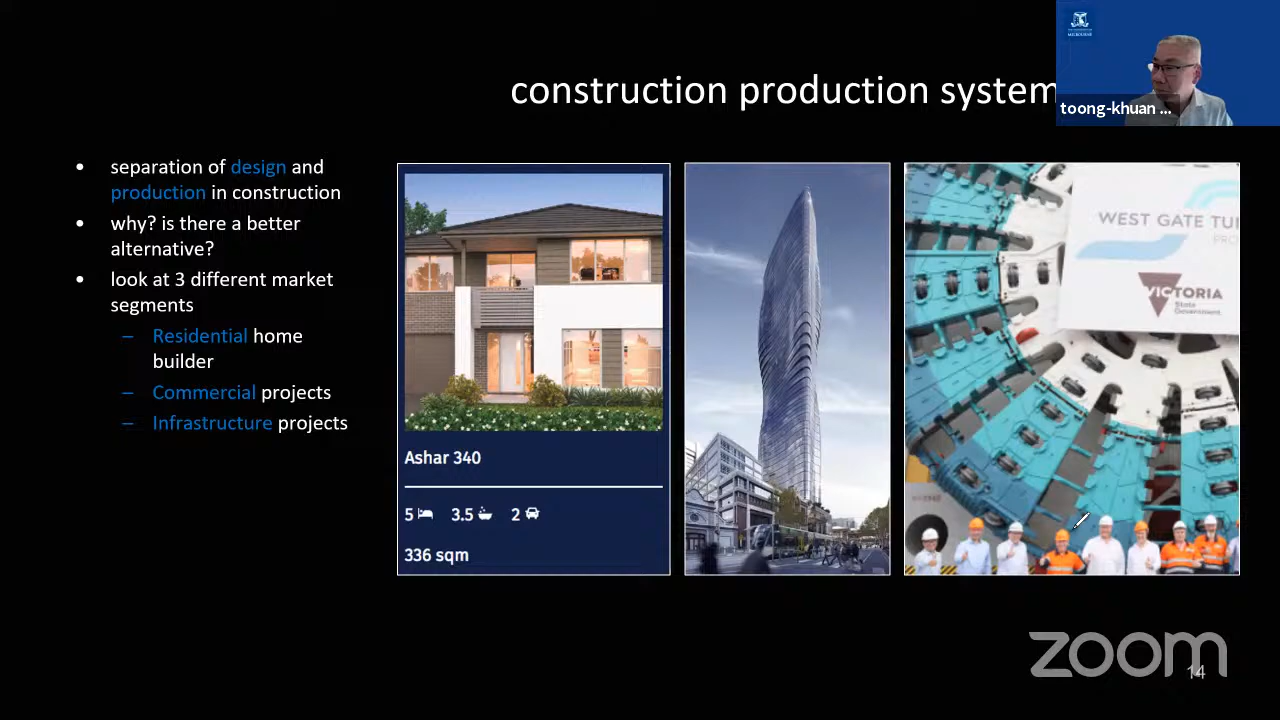 MELBOURNE
toong-khuan ...
construction production system
separation of design and
production in construction
why? is there a better
alternative?
look at 3 different market
segments
Residential home
builder
Commercial projects
Infrastructure projects
Ashar 340
5 3.5 2
336 sqm
WEST GATE TU
PRO
VICTORIA
State
Government
zoom
14